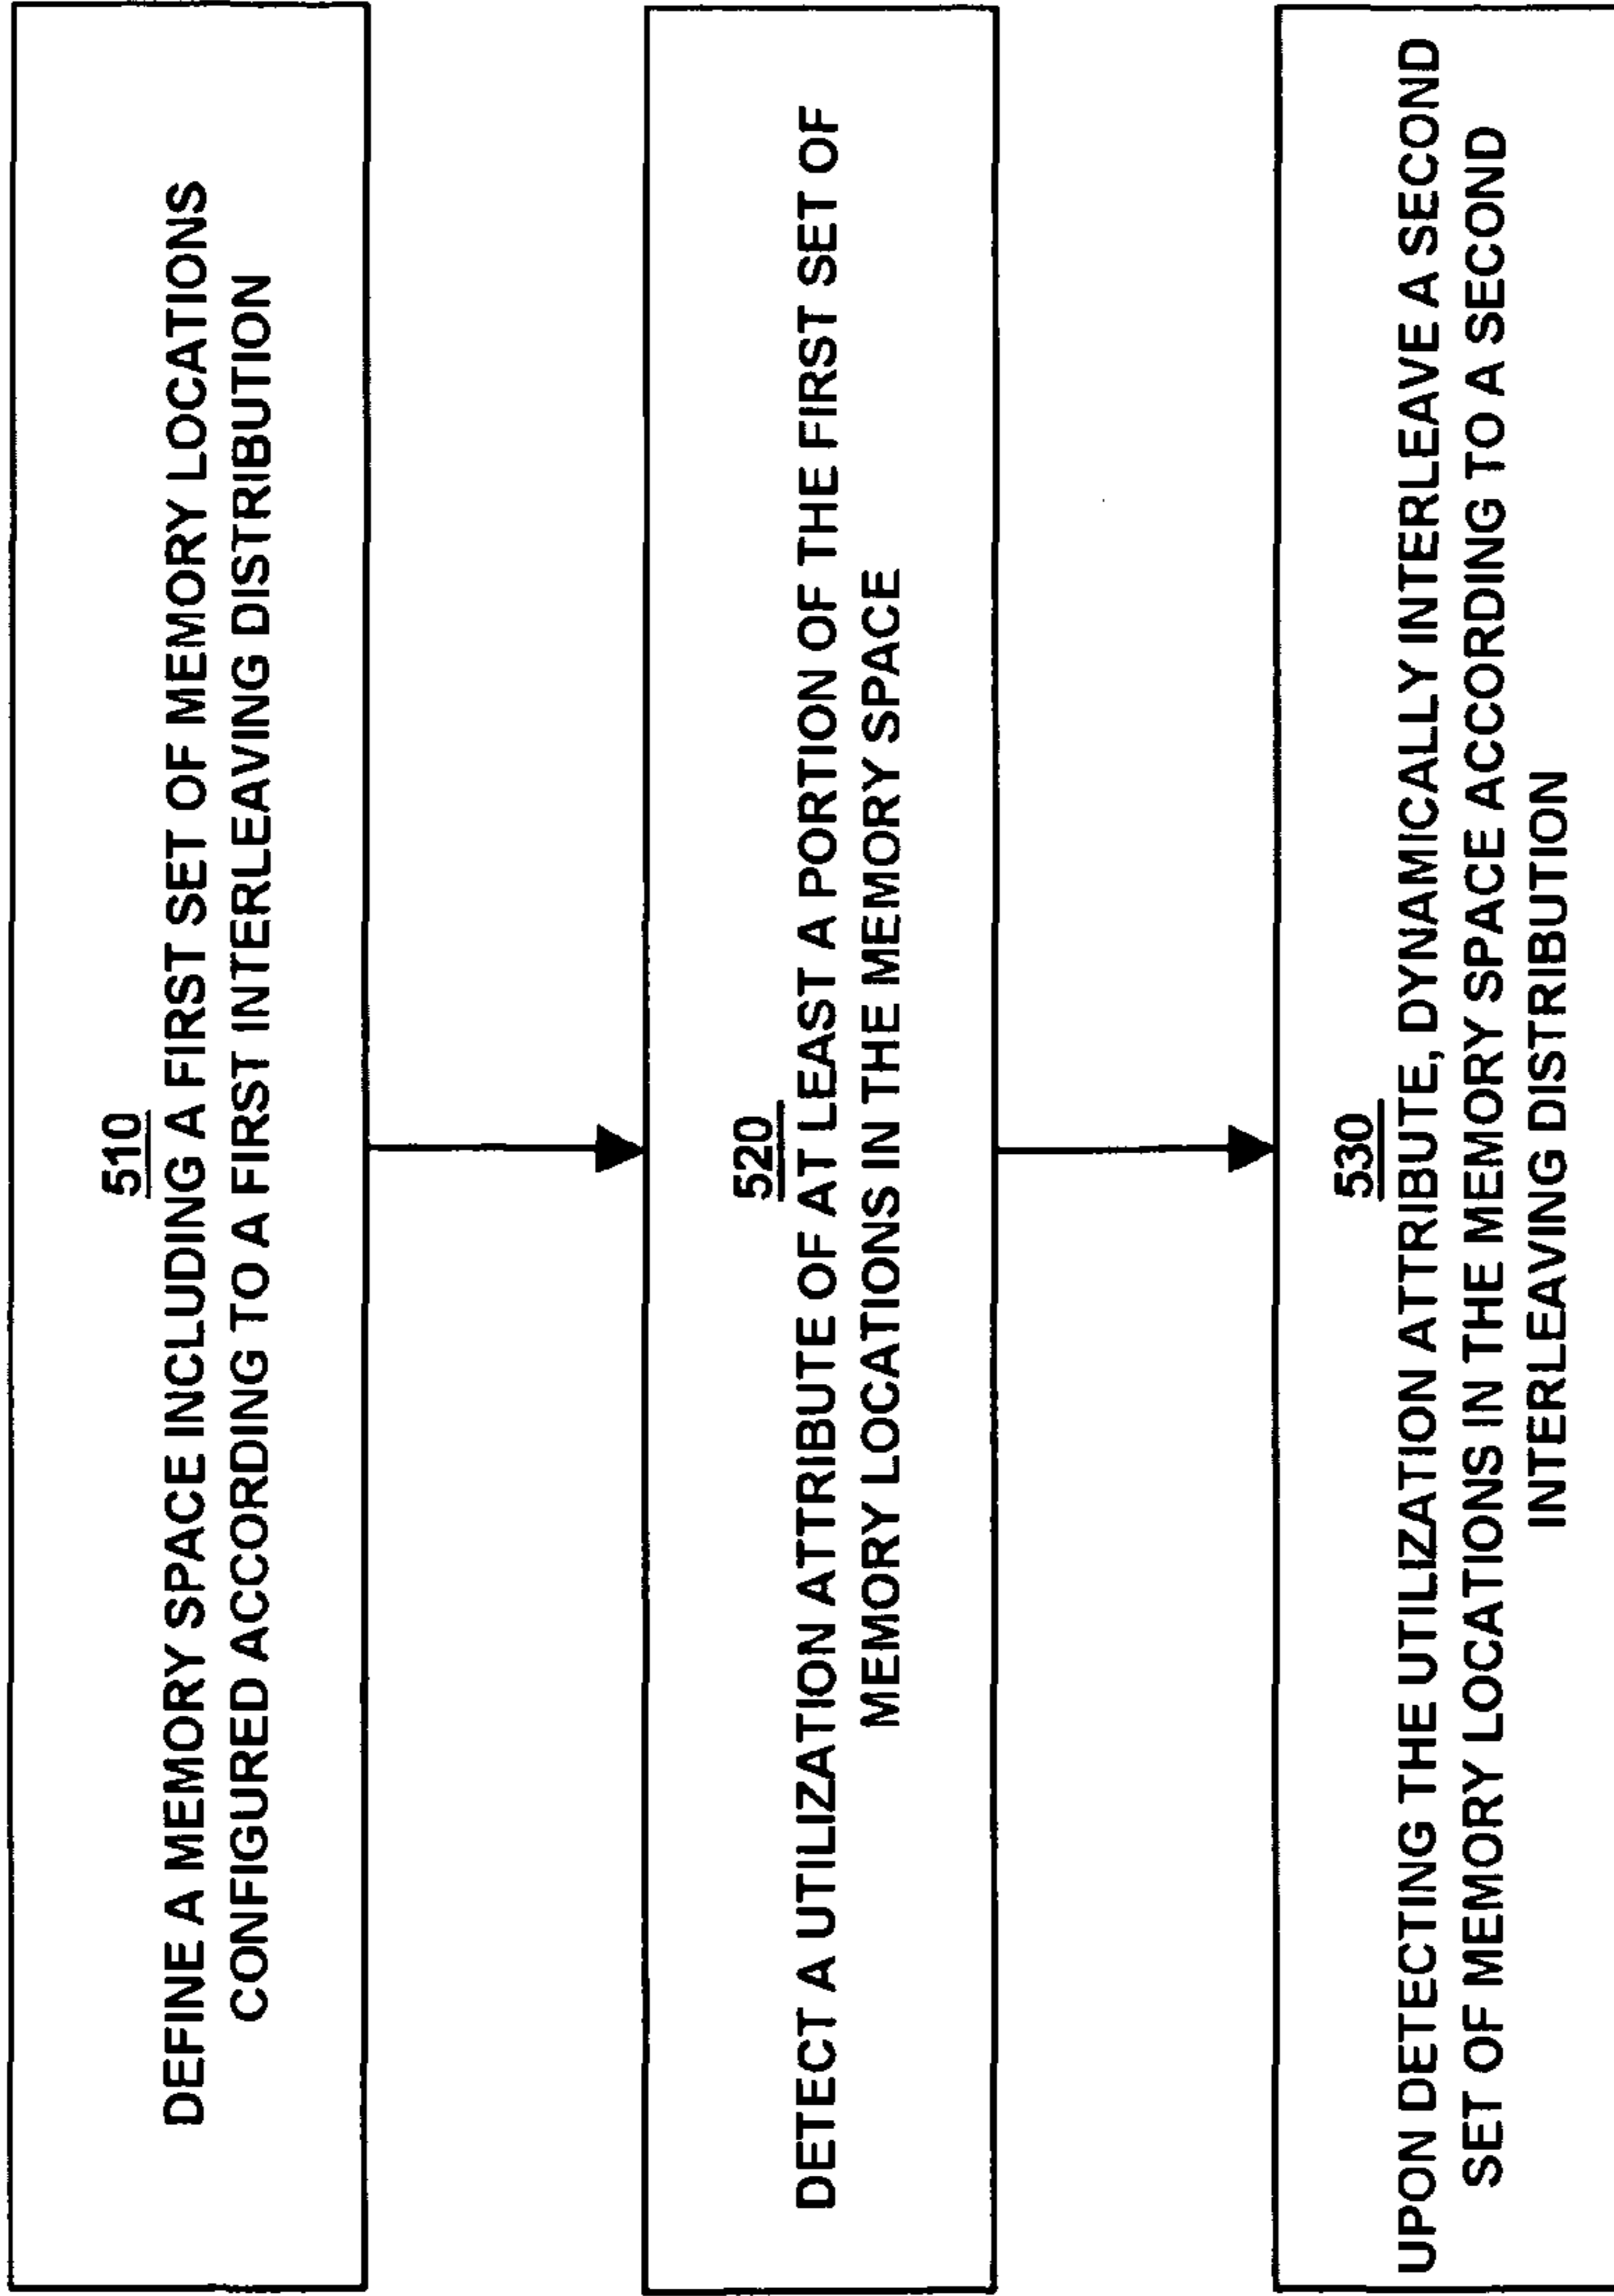 510
DEFINE A MEMORY SPACE INCLUDING A FIRST SET OF MEMORY LOCATIONS
CONFIGURED ACCORDING TO A FIRST INTERLEAVING DISTRIBUTION
520
DETECT A UTILIZATION ATTRIBUTE OF AT LEAST A PORTION OF THE FIRST SET OF
MEMORY LOCATIONS IN THE MEMORY SPACE
530
UPON DETECTING THE UTILIZATION ATTRIBUTE, DYNAMICALLY INTERLEAVE A SECOND
SET OF MEMORY LOCATIONS IN THE MEMORY SPACE ACCORDING TO A SECOND
INTERLEAVING DISTRIBUTION